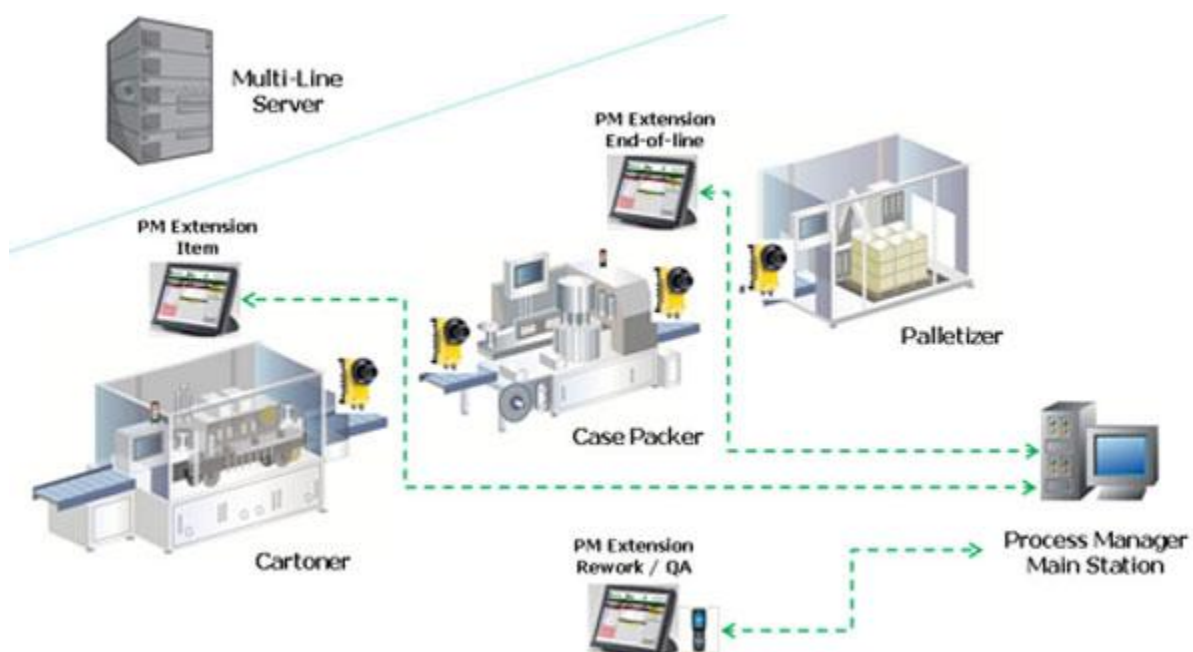 Multi-Line
Server
PM Extension
End-of-line
PM Extension
Item
Palletizer
Case Packer
Cartoner
PM Extension
Rework / QA
Process Manager
Main Station